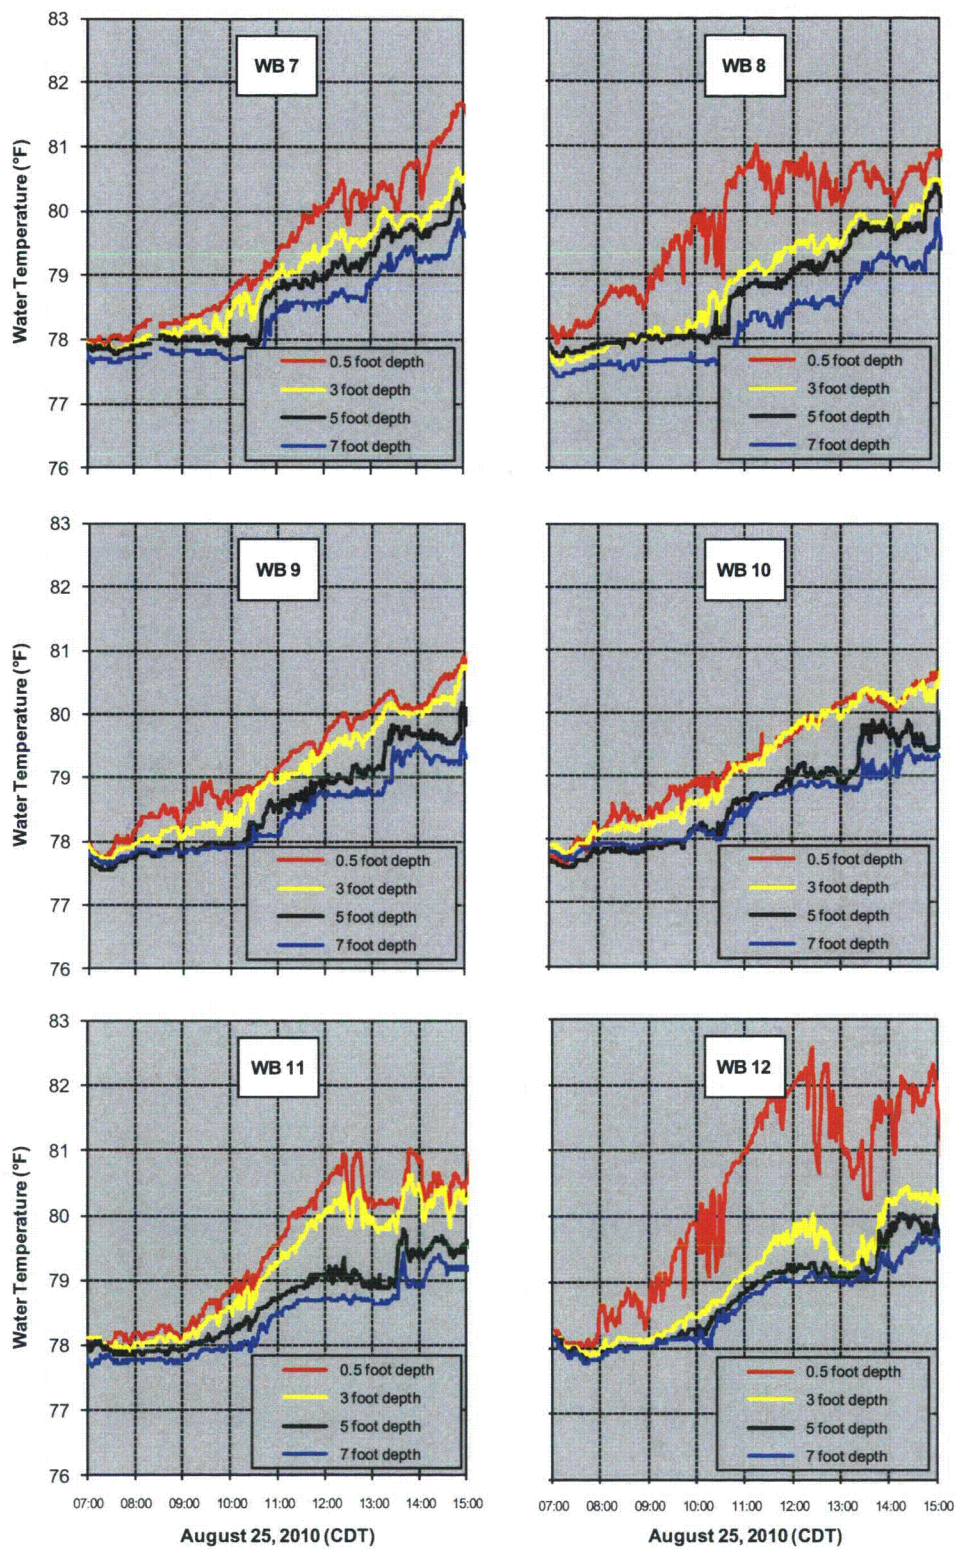 83
82
81
80
79
78
77
76
Water Temperature (°F)
WB 7
0.5 foot depth
3 foot depth
5 foot depth
7 foot depth
WB 8
0.5 foot depth
3 foot depth
5 foot depth
7 foot depth
83
82
81
80
79
78
77
76
Water Temperature (°F)
WB 9
0.5 foot depth
3 foot depth
5 foot depth
7 foot depth
WB 10
0.5 foot depth
3 foot depth
5 foot depth
7 foot depth
83
82
81
80
79
78
77
76
Water Temperature (°F)
WB 11
0.5 foot depth
3 foot depth
5 foot depth
7 foot depth
WB 12
0.5 foot depth
3 foot depth
5 foot depth
7 foot depth
07:00 08:00 09:00 10:00 11:00 12:00 13:00 14:00 15:00
07:00 08:00 09:00 10:00 11:00 12:00 13:00 14:00 15:00
August 25, 2010 (CDT)
August 25, 2010 (CDT)